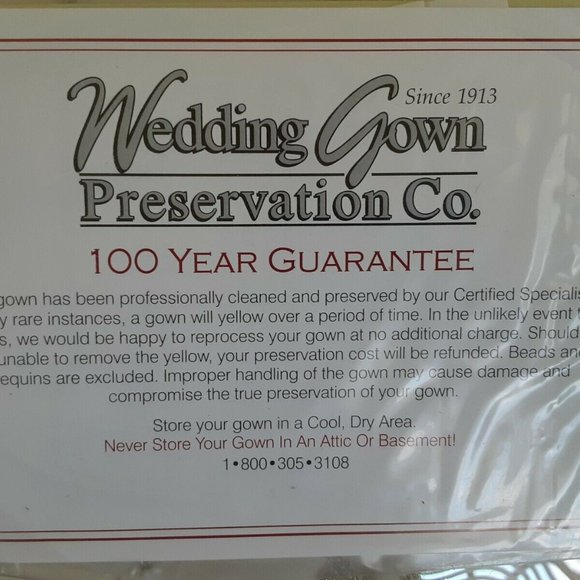 Wedding Gown
Since 1913
Preservation Co.
100 YEAR GUARANTEE
gown has been professionally cleaned and preserved by our Certified
rare instances, a gown will yellow over a period of time. In the unlikely event
we would be happy to reprocess your gown at no additional charge. Should
unable to remove the yellow, your preservation cost will be refunded. Beads
are excluded. Improper handling of the gown may cause damage and
compromise the true preservation of your gown.
Store your gown in a Cool, Dry Area.
Never Store Your Gown In An Attic Or Basement!
1•800•305•3108